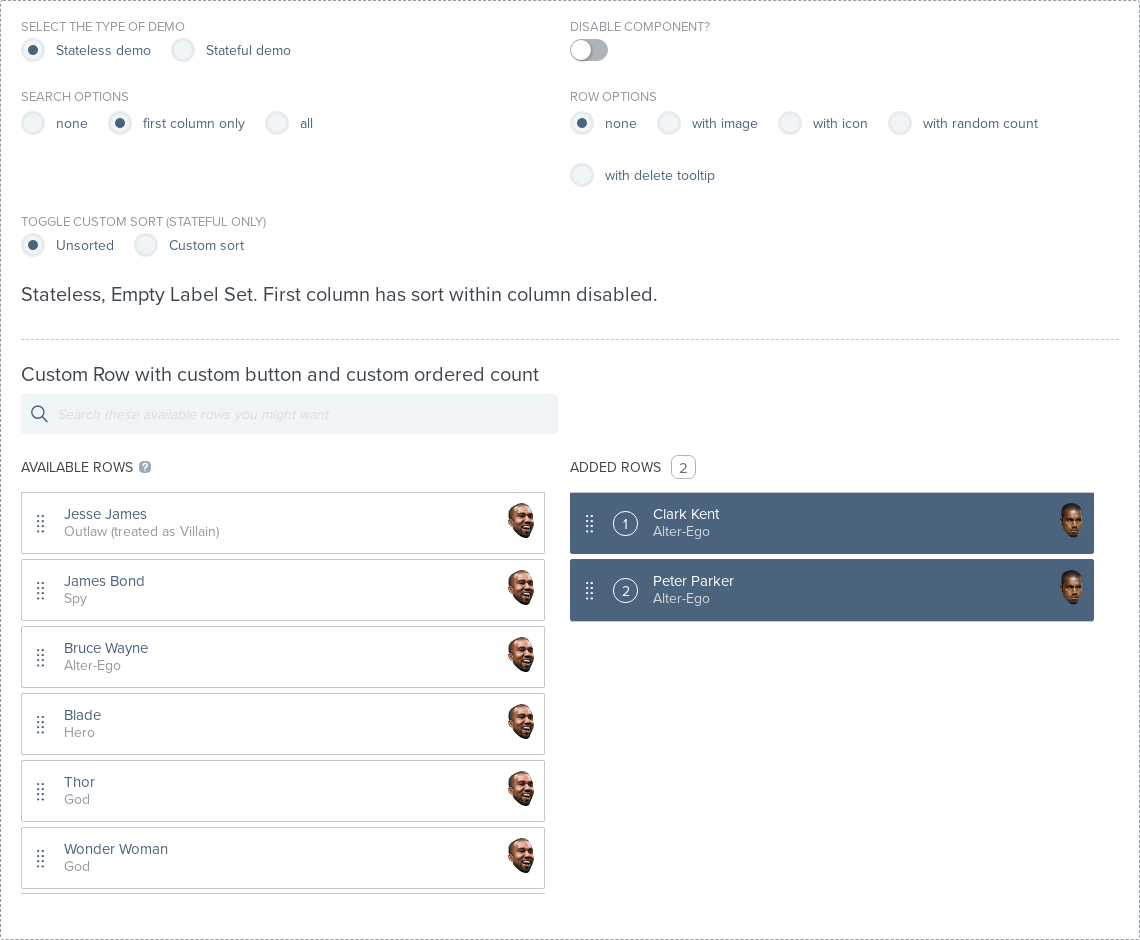 SELECT THE TYPE OF DEMO
Stateless demo Stateful demo
DISABLE COMPONENT?
SEARCH OPTIONS
none first column only all
ROW OPTIONS
none with image with icon with random count
with delete tooltip
TOGGLE CUSTOM SORT (STATEFUL ONLY)
Unsorted Custom sort
Stateless, Empty Label Set. First column has sort within column disabled.
Custom Row with custom button and custom ordered count
Search these available rows you might want
AVAILABLE ROWS ?
Jesse James
Outlaw (treated as Villain)
James Bond
Spy
Bruce Wayne
Alter-Ego
Blade
Hero
Thor
God
Wonder Woman
God
ADDED ROWS 2
1 Clark Kent
Alter-Ego
2 Peter Parker
Alter-Ego